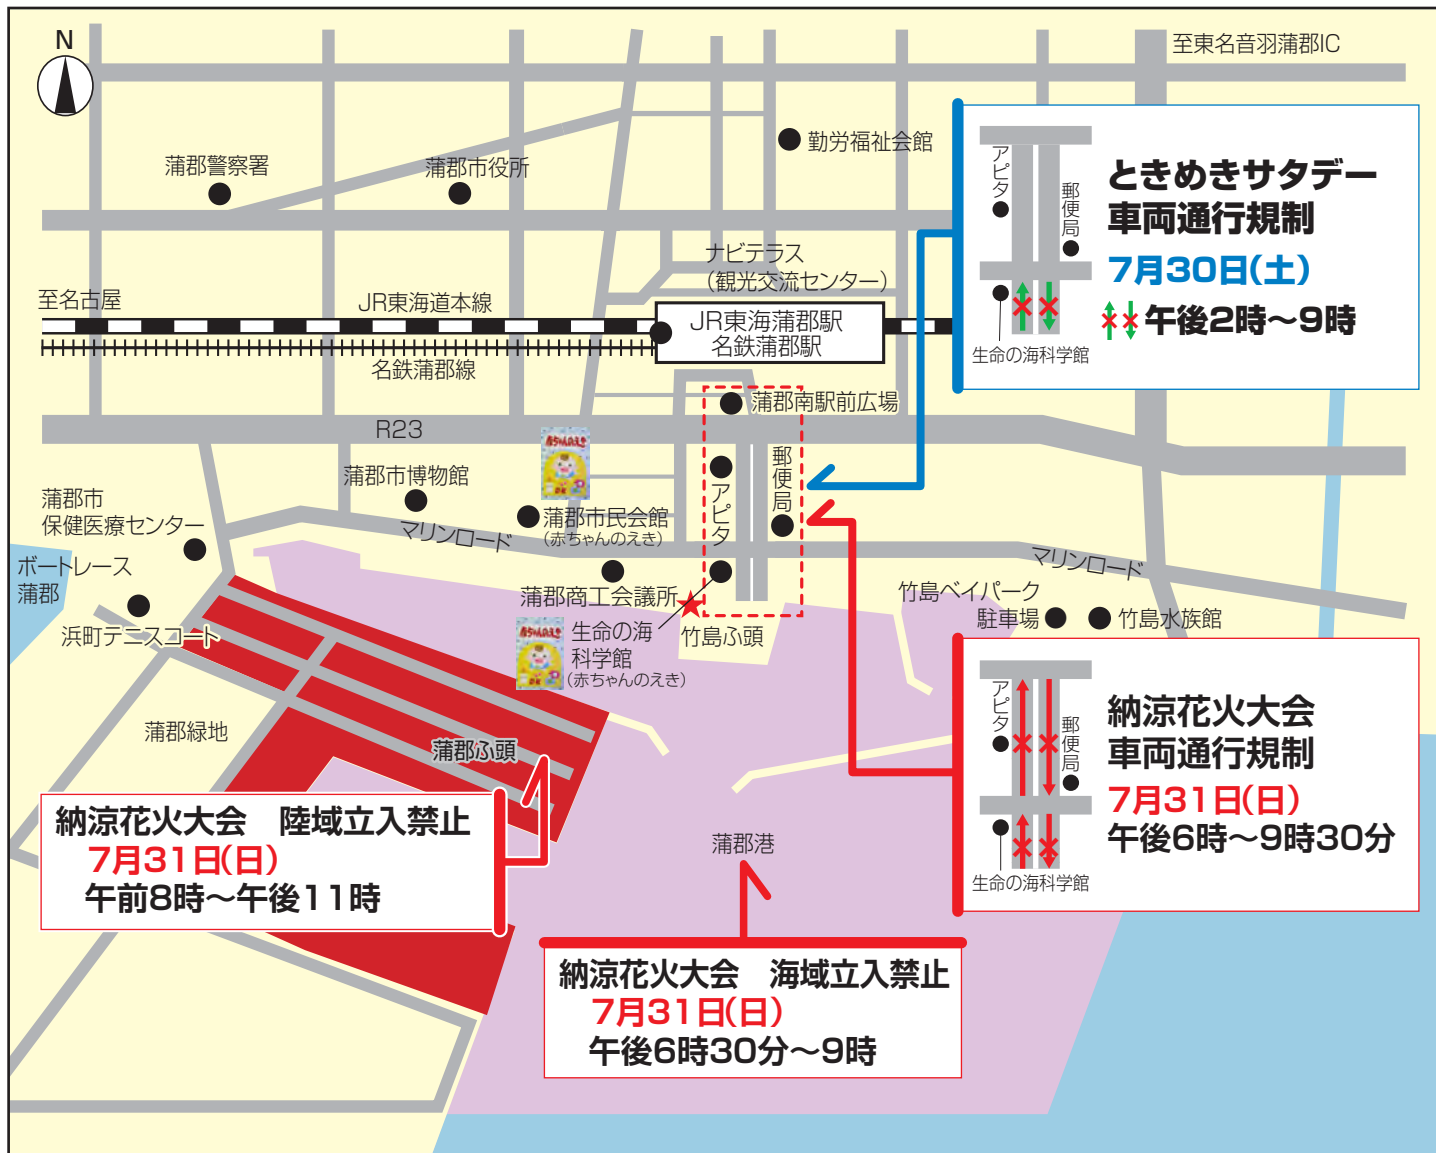 N
至東名音羽蒲郡IC
勤労福祉会館
蒲郡警察署
蒲郡市役所
ナビテラス
（観光交流センター）
至名古屋
JR東海道本線
JR東海蒲郡駅
名鉄蒲郡駅
名鉄蒲郡線
蒲郡南駅前広場
R23
赤ちゃんのえき
蒲郡市博物館
アピタ
郵便局
蒲郡市
保健医療センター
マリンロード
蒲郡市民会館
（赤ちゃんのえき）
マリンロード
ボートレース
蒲郡
蒲郡商工会議所
竹島ベイパーク
駐車場
竹島水族館
浜町テニスコート
赤ちゃんのえき
生命の海
科学館
（赤ちゃんのえき）
竹島ふ頭
蒲郡緑地
蒲郡ふ頭
蒲郡港
アピタ
郵便局
生命の海科学館
ときめきサタデー
車両通行規制
7月30日(土)
午後2時～9時
アピタ
郵便局
生命の海科学館
納涼花火大会
車両通行規制
7月31日(日)
午後6時～9時30分
納涼花火大会　陸域立入禁止
7月31日(日)
午前8時～午後11時
納涼花火大会　海域立入禁止
7月31日(日)
午後6時30分～9時